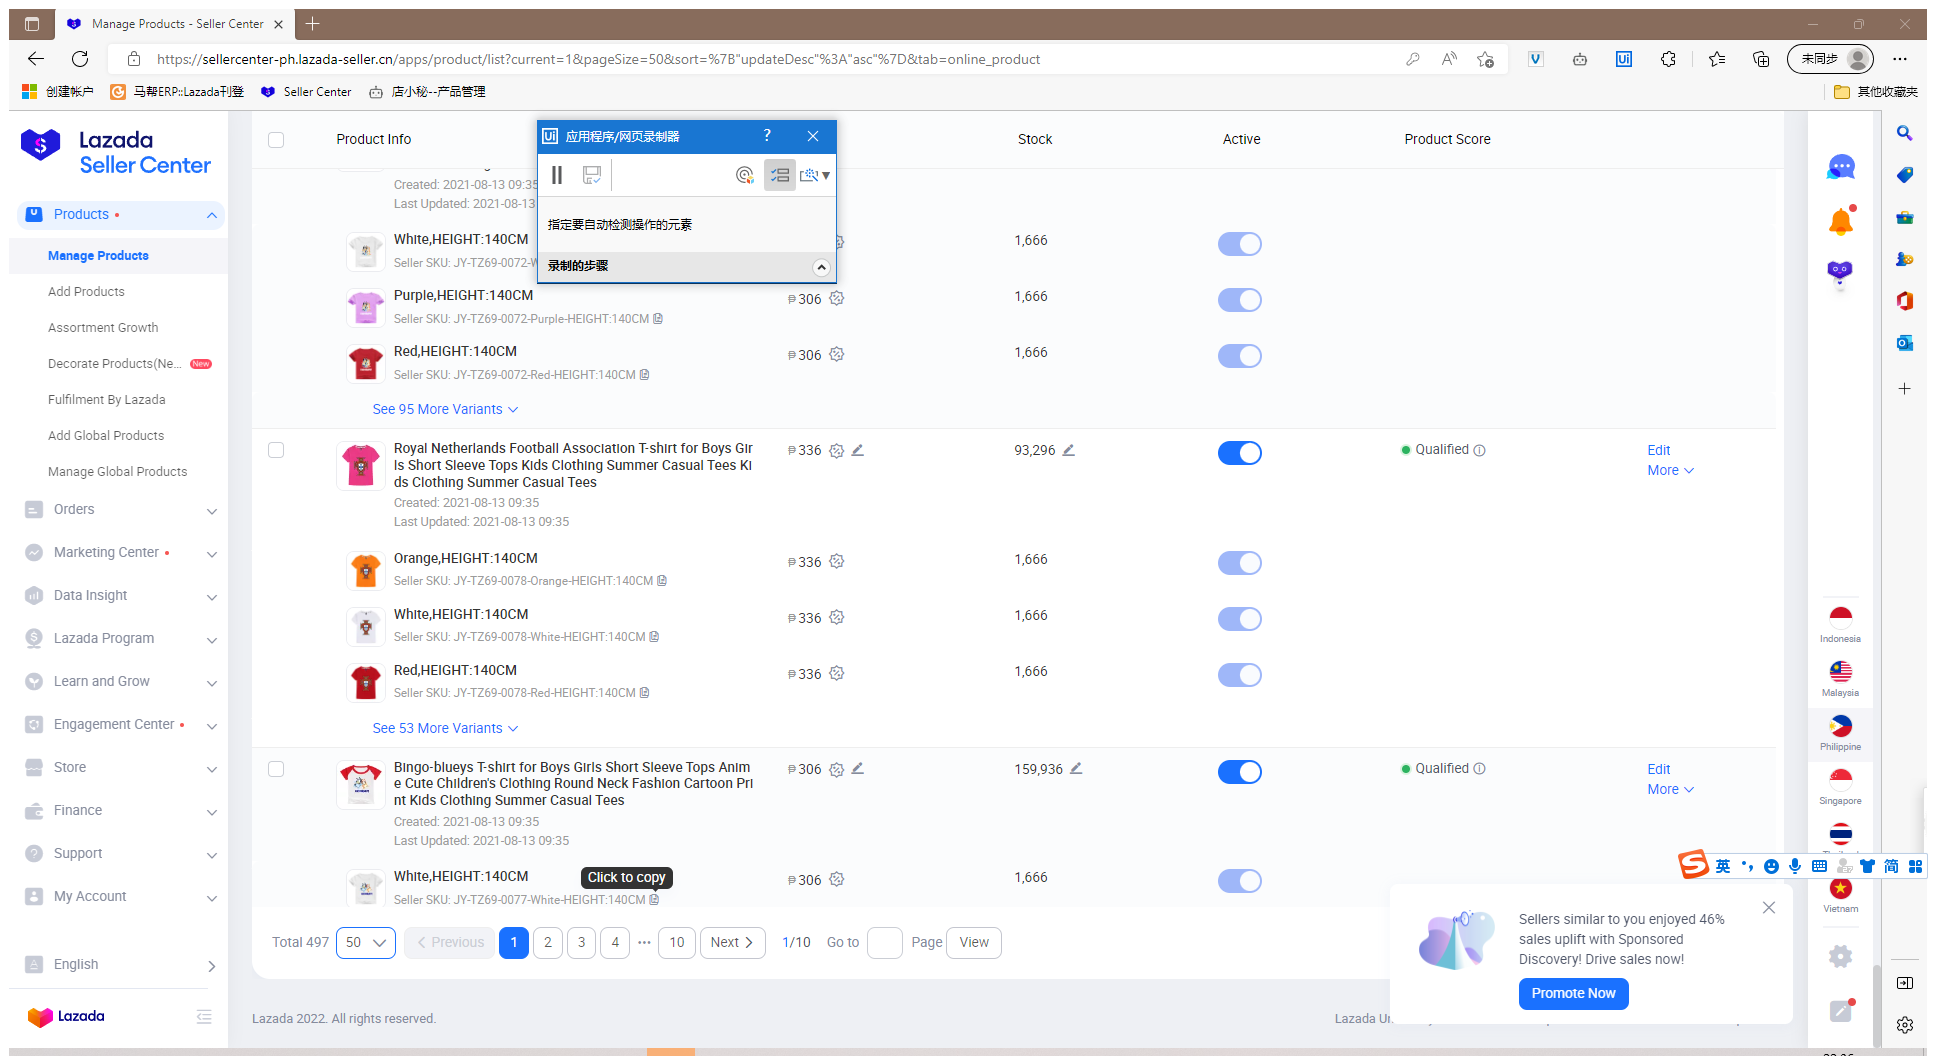 Manage Products - Seller Center
https://sellercenter-ph.lazada-seller.cn/apps/product/list?current=1&pageSize=50&sort=%7B"updateDesc"%3A"asc"%7D&tab=online_product
未同步
创建帐户
马帮ERP::Lazada刊登
Seller Center
店小秘--产品管理
其他收藏夹
Lazada
Seller Center
Products
Manage Products
Add Products
Assortment Growth
Decorate Products(Ne...
New
Fulfilment By Lazada
Add Global Products
Manage Global Products
Orders
Marketing Center
Data Insight
Lazada Program
Learn and Grow
Engagement Center
Store
Finance
Support
My Account
English
Lazada
Product Info
Stock
Active
Product Score
Ui 应用程序/网页录制器 ?
指定要自动检测操作的元素
录制的步骤
Created: 2021-08-13 09:35
Last Updated: 2021-08-13
White,HEIGHT:140CM
1,666
Seller SKU: JY-TZ69-0072-W
Purple,HEIGHT:140CM
₱ 306
1,666
Seller SKU: JY-TZ69-0072-Purple-HEIGHT:140CM
Red,HEIGHT:140CM
₱ 306
1,666
Seller SKU: JY-TZ69-0072-Red-HEIGHT:140CM
See 95 More Variants
Royal Netherlands Football Association T-shirt for Boys Gir
ls Short Sleeve Tops Kids Clothing Summer Casual Tees Ki
ds Clothing Summer Casual Tees
Created: 2021-08-13 09:35
Last Updated: 2021-08-13 09:35
₱ 336
93,296
Qualified
Edit
More
Orange,HEIGHT:140CM
₱ 336
1,666
Seller SKU: JY-TZ69-0078-Orange-HEIGHT:140CM
White,HEIGHT:140CM
₱ 336
1,666
Seller SKU: JY-TZ69-0078-White-HEIGHT:140CM
Red,HEIGHT:140CM
₱ 336
1,666
Seller SKU: JY-TZ69-0078-Red-HEIGHT:140CM
See 53 More Variants
Bingo-blueys T-shirt for Boys Girls Short Sleeve Tops Anim
e Cute Children's Clothing Round Neck Fashion Cartoon Pri
nt Kids Clothing Summer Casual Tees
Created: 2021-08-13 09:35
Last Updated: 2021-08-13 09:35
₱ 306
159,936
Qualified
Edit
More
White,HEIGHT:140CM
Click to copy
₱ 306
1,666
Seller SKU: JY-TZ69-0077-White-HEIGHT:140CM
Total 497
50
Previous
1
2
3
4
···
10
Next
1/10
Go to
Page
View
Lazada 2022. All rights reserved.
Lazada Un
Sellers similar to you enjoyed 46%
sales uplift with Sponsored
Discovery! Drive sales now!
Promote Now
Indonesia
Malaysia
Philippine
Singapore
英
简
Vietnam